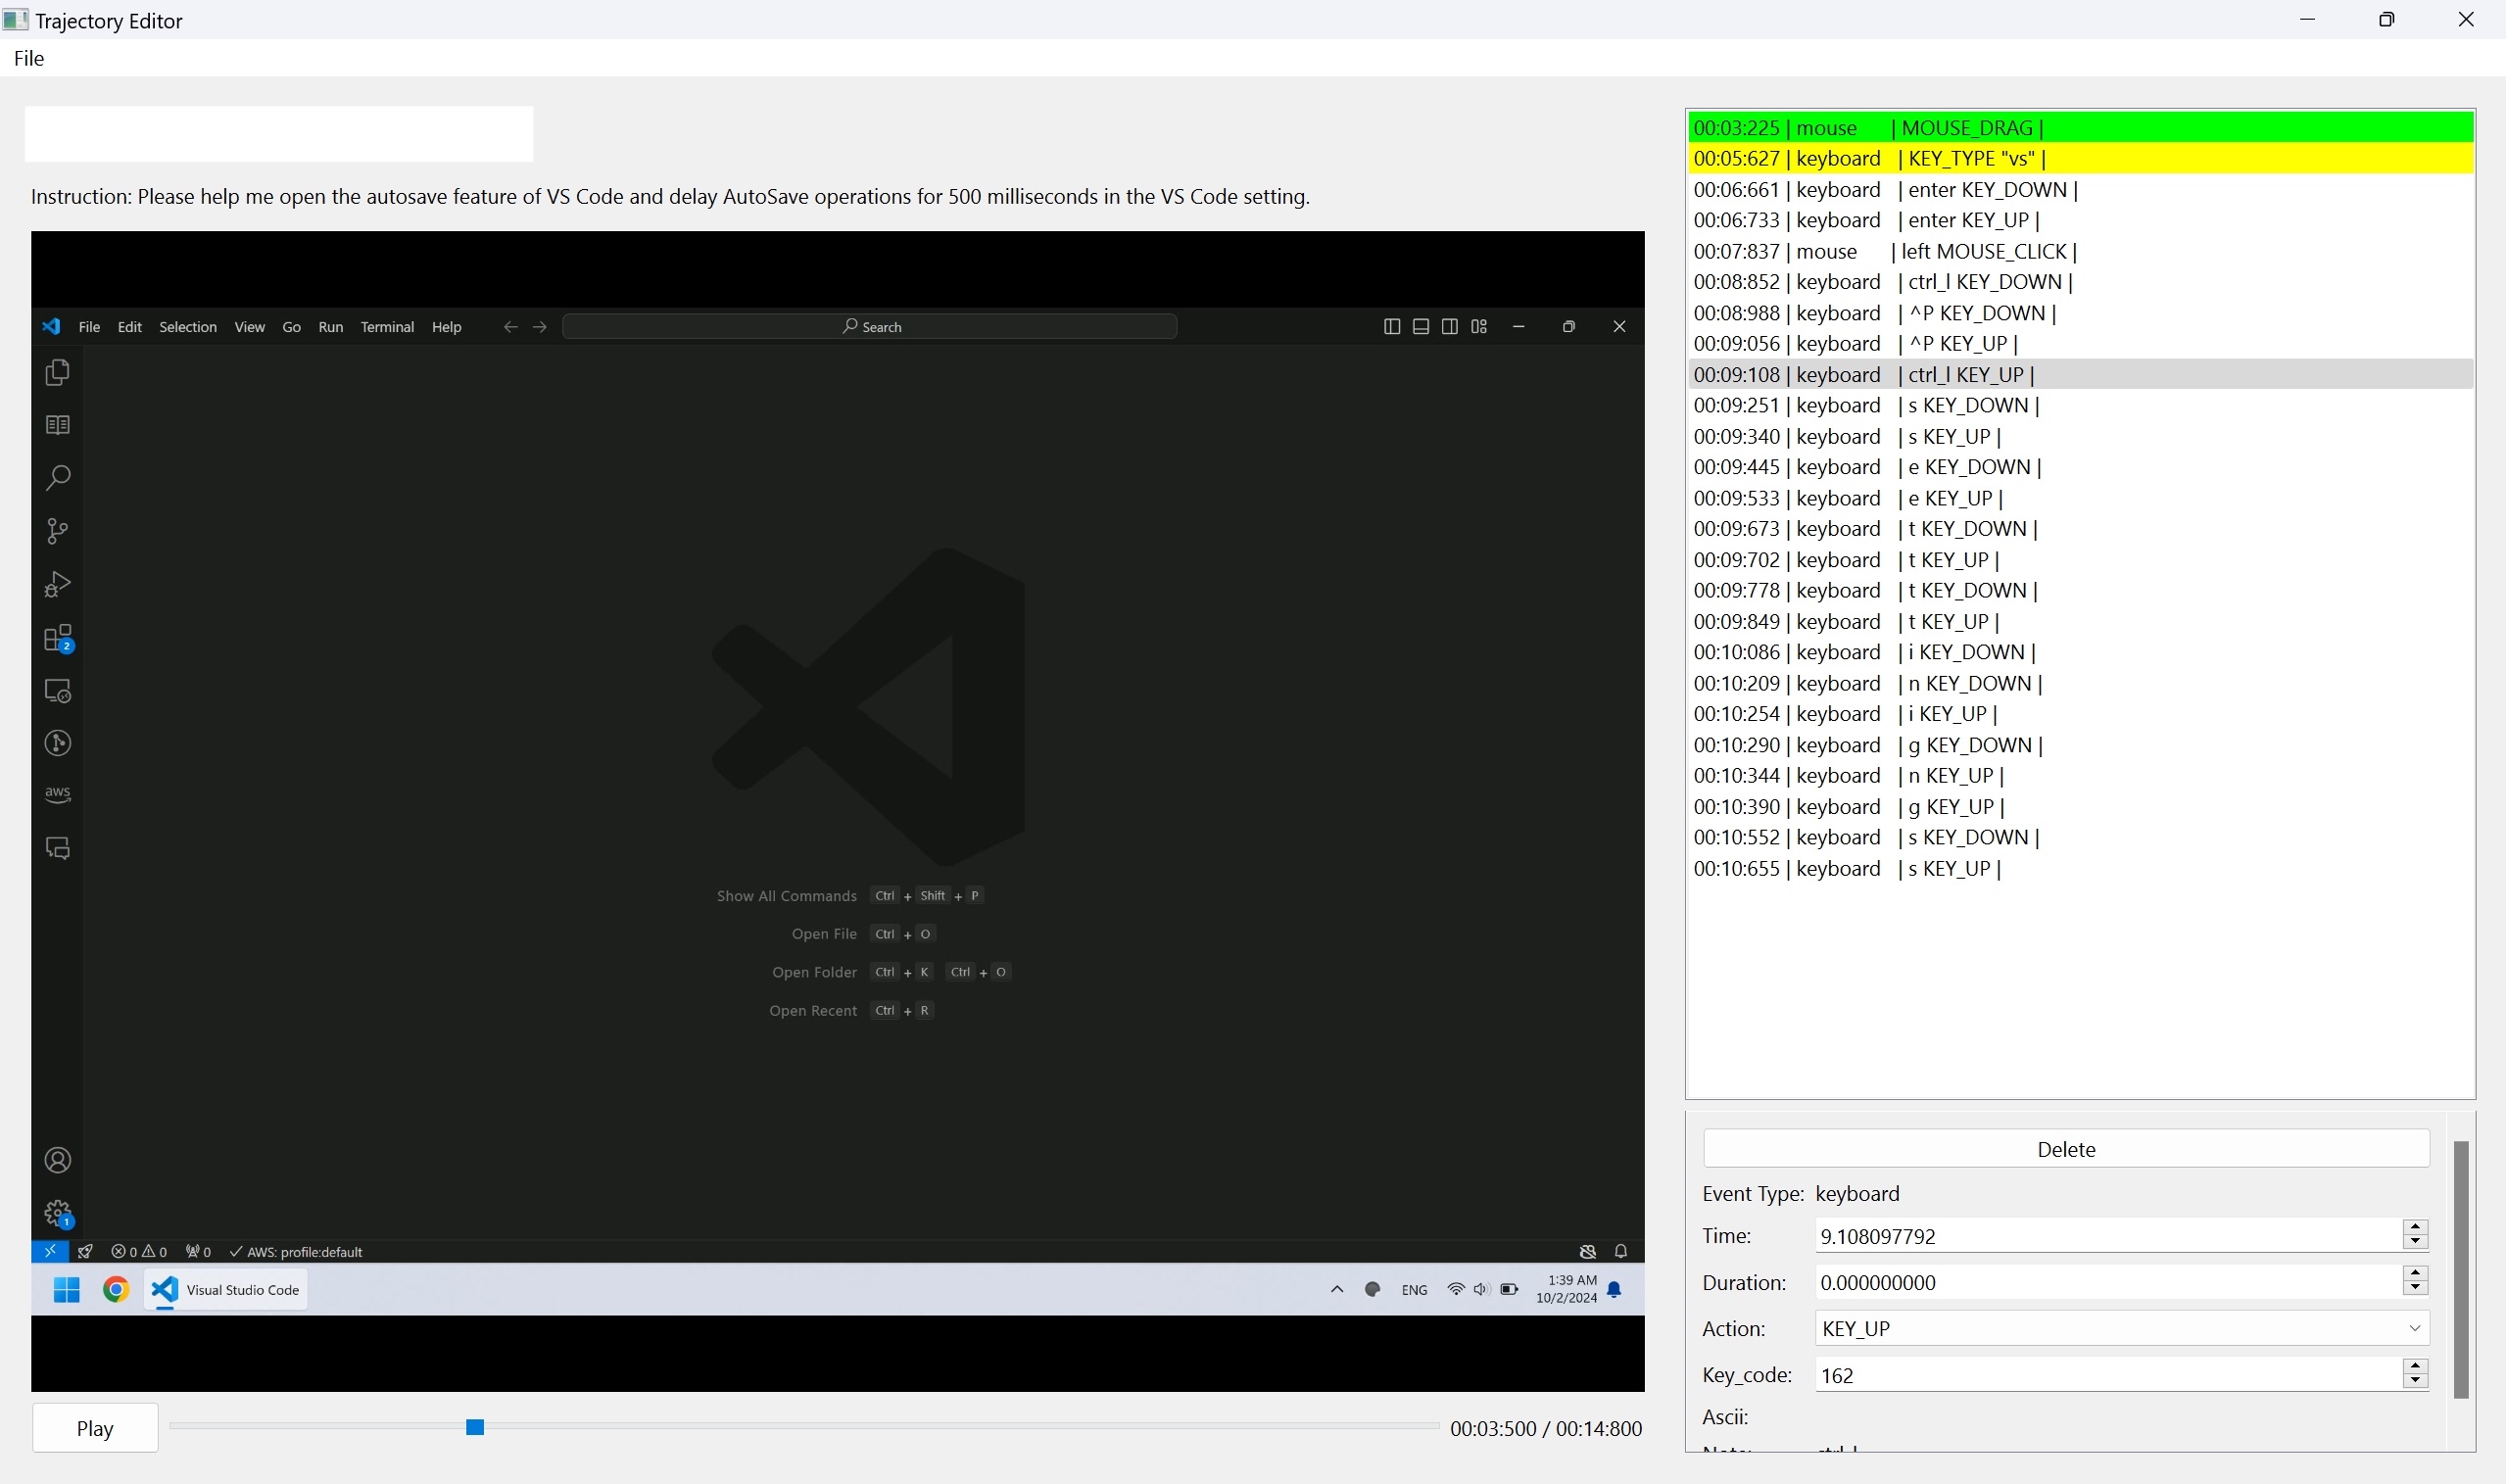 Trajectory Editor
File
Instruction: Please help me open the autosave feature of VS Code and delay AutoSave operations for 500 milliseconds in the VS Code setting.
File Edit Selection View Go Run Terminal Help Search
2
aws
Show All Commands Ctrl + Shift + P
Open File Ctrl + O
Open Folder Ctrl + K Ctrl + O
Open Recent Ctrl + R
1
0 0 0 AWS: profile:default
Visual Studio Code ENG 1:39 AM
10/2/2024
Play 00:03:500 / 00:14:800
00:03:225 | mouse | MOUSE_DRAG |
00:05:627 | keyboard | KEY_TYPE "vs" |
00:06:661 | keyboard | enter KEY_DOWN |
00:06:733 | keyboard | enter KEY_UP |
00:07:837 | mouse | left MOUSE_CLICK |
00:08:852 | keyboard | ctrl_l KEY_DOWN |
00:08:988 | keyboard | ^P KEY_DOWN |
00:09:056 | keyboard | ^P KEY_UP |
00:09:108 | keyboard | ctrl_l KEY_UP |
00:09:251 | keyboard | s KEY_DOWN |
00:09:340 | keyboard | s KEY_UP |
00:09:445 | keyboard | e KEY_DOWN |
00:09:533 | keyboard | e KEY_UP |
00:09:673 | keyboard | t KEY_DOWN |
00:09:702 | keyboard | t KEY_UP |
00:09:778 | keyboard | t KEY_DOWN |
00:09:849 | keyboard | t KEY_UP |
00:10:086 | keyboard | i KEY_DOWN |
00:10:209 | keyboard | n KEY_DOWN |
00:10:254 | keyboard | i KEY_UP |
00:10:290 | keyboard | g KEY_DOWN |
00:10:344 | keyboard | n KEY_UP |
00:10:390 | keyboard | g KEY_UP |
00:10:552 | keyboard | s KEY_DOWN |
00:10:655 | keyboard | s KEY_UP |
Delete
Event Type: keyboard
Time: 9.108097792
Duration: 0.000000000
Action: KEY_UP
Key_code: 162
Ascii: